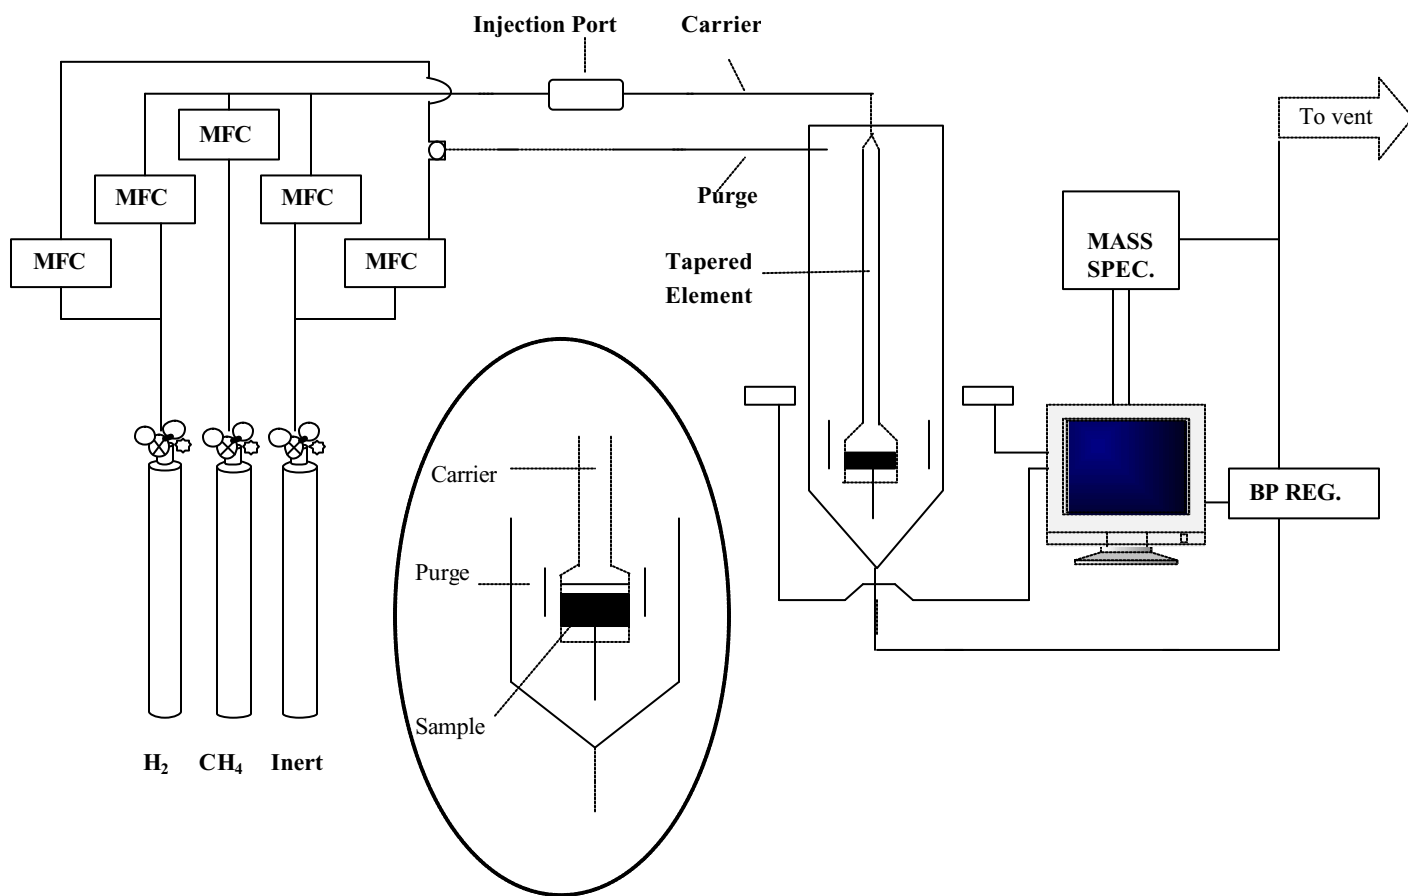 Injection Port
Carrier
To vent
MFC
MFC
MFC
MFC
MFC
Purge
MASS
SPEC.
Tapered
Element
BP REG.
Carrier
Purge
Sample
H₂
CH₄
Inert